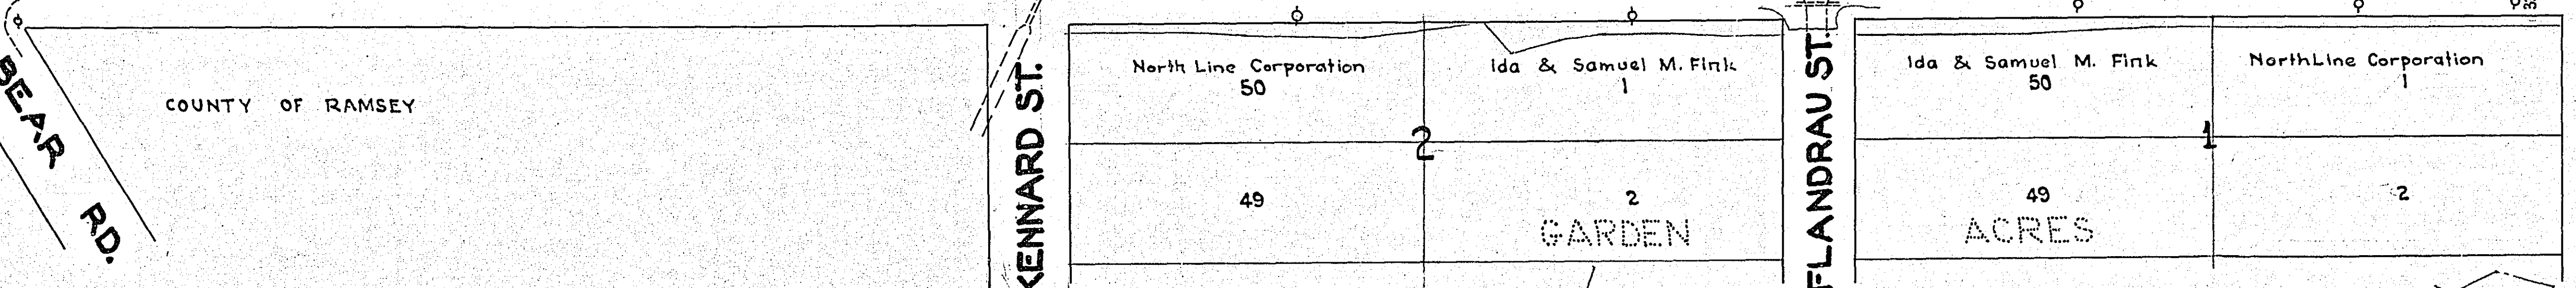 BEAR RD.
COUNTY OF RAMSEY
KENNARD ST.
North Line Corporation
50
Ida & Samuel M. Fink
1
2
49
2
GARDEN
FLANDRAU ST.
Ida & Samuel M. Fink
50
NorthLine Corporation
1
1
49
2
ACRES